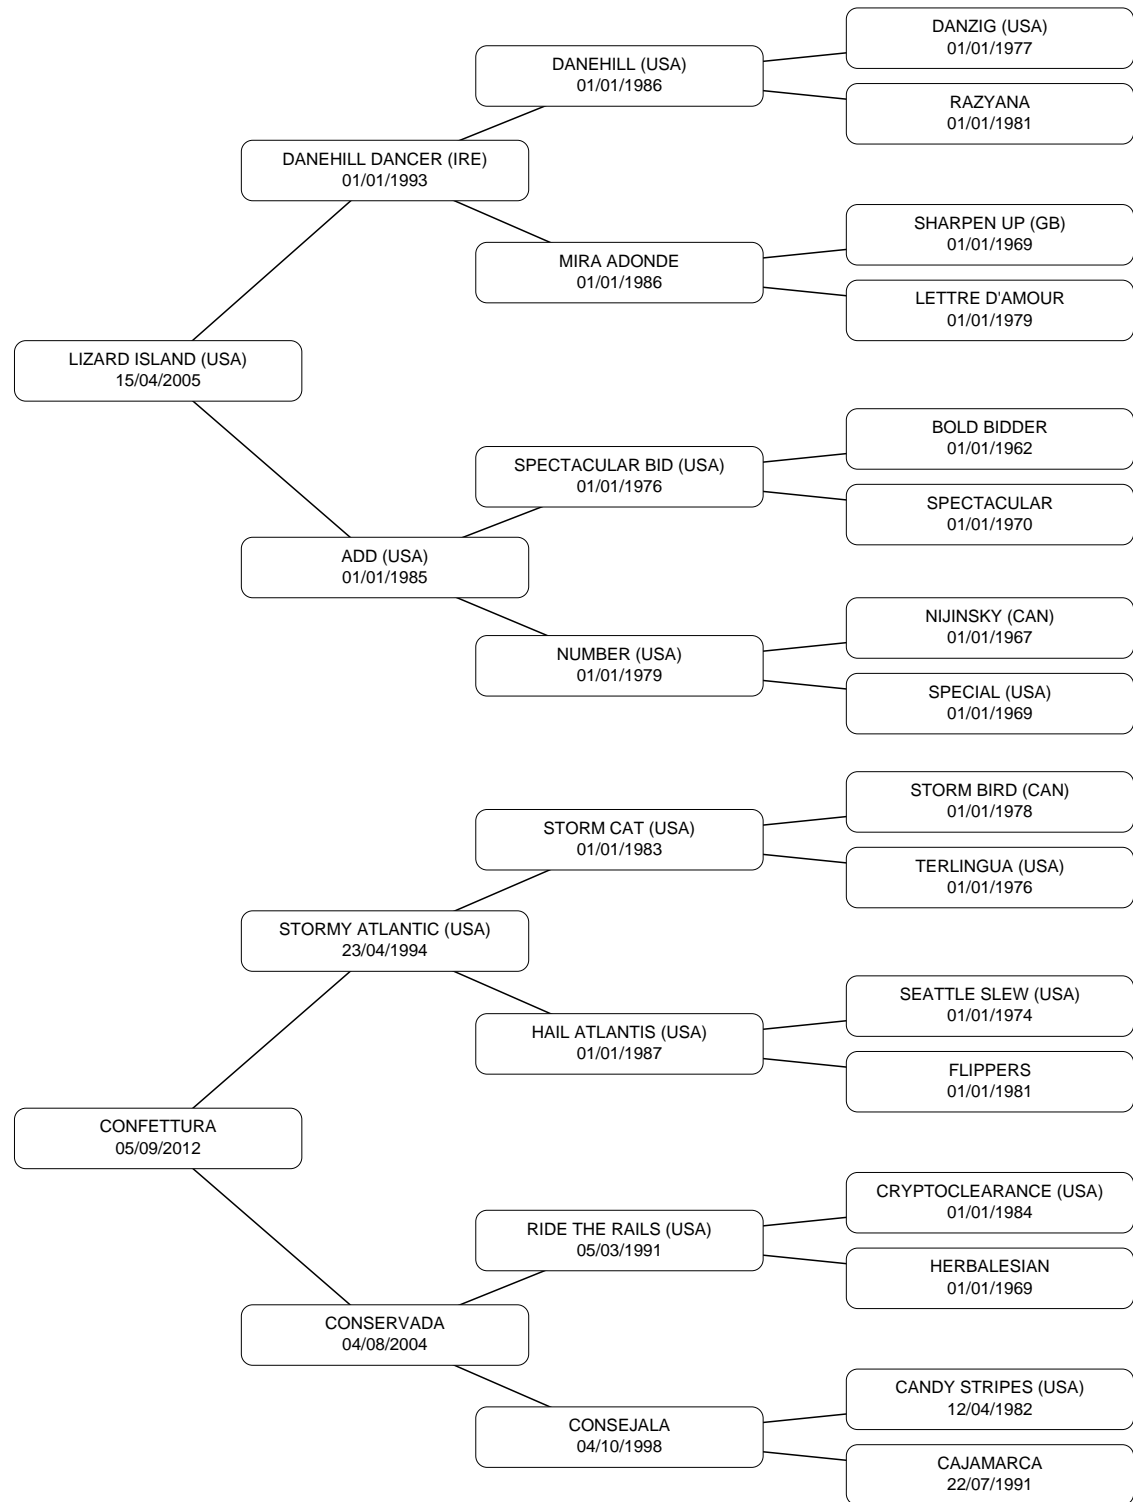 DANZIG (USA)
01/01/1977
DANEHILL (USA)
01/01/1986
RAZYANA
01/01/1981
DANEHILL DANCER (IRE)
01/01/1993
SHARPEN UP (GB)
01/01/1969
MIRA ADONDE
01/01/1986
LETTRE D'AMOUR
01/01/1979
LIZARD ISLAND (USA)
15/04/2005
BOLD BIDDER
01/01/1962
SPECTACULAR BID (USA)
01/01/1976
SPECTACULAR
01/01/1970
ADD (USA)
01/01/1985
NIJINSKY (CAN)
01/01/1967
NUMBER (USA)
01/01/1979
SPECIAL (USA)
01/01/1969
STORM BIRD (CAN)
01/01/1978
STORM CAT (USA)
01/01/1983
TERLINGUA (USA)
01/01/1976
STORMY ATLANTIC (USA)
23/04/1994
SEATTLE SLEW (USA)
01/01/1974
HAIL ATLANTIS (USA)
01/01/1987
FLIPPERS
01/01/1981
CONFETTURA
05/09/2012
CRYPTOCLEARANCE (USA)
01/01/1984
RIDE THE RAILS (USA)
05/03/1991
HERBALESIAN
01/01/1969
CONSERVADA
04/08/2004
CANDY STRIPES (USA)
12/04/1982
CONSEJALA
04/10/1998
CAJAMARCA
22/07/1991